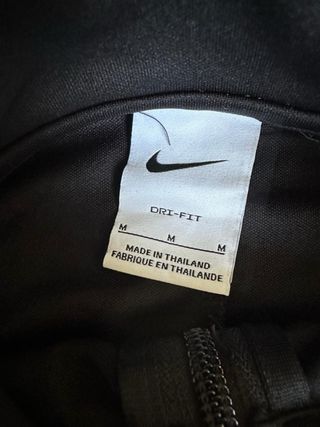 DRI-FIT
M M M
MADE IN THAILAND
FABRIQUE EN THAILANDE